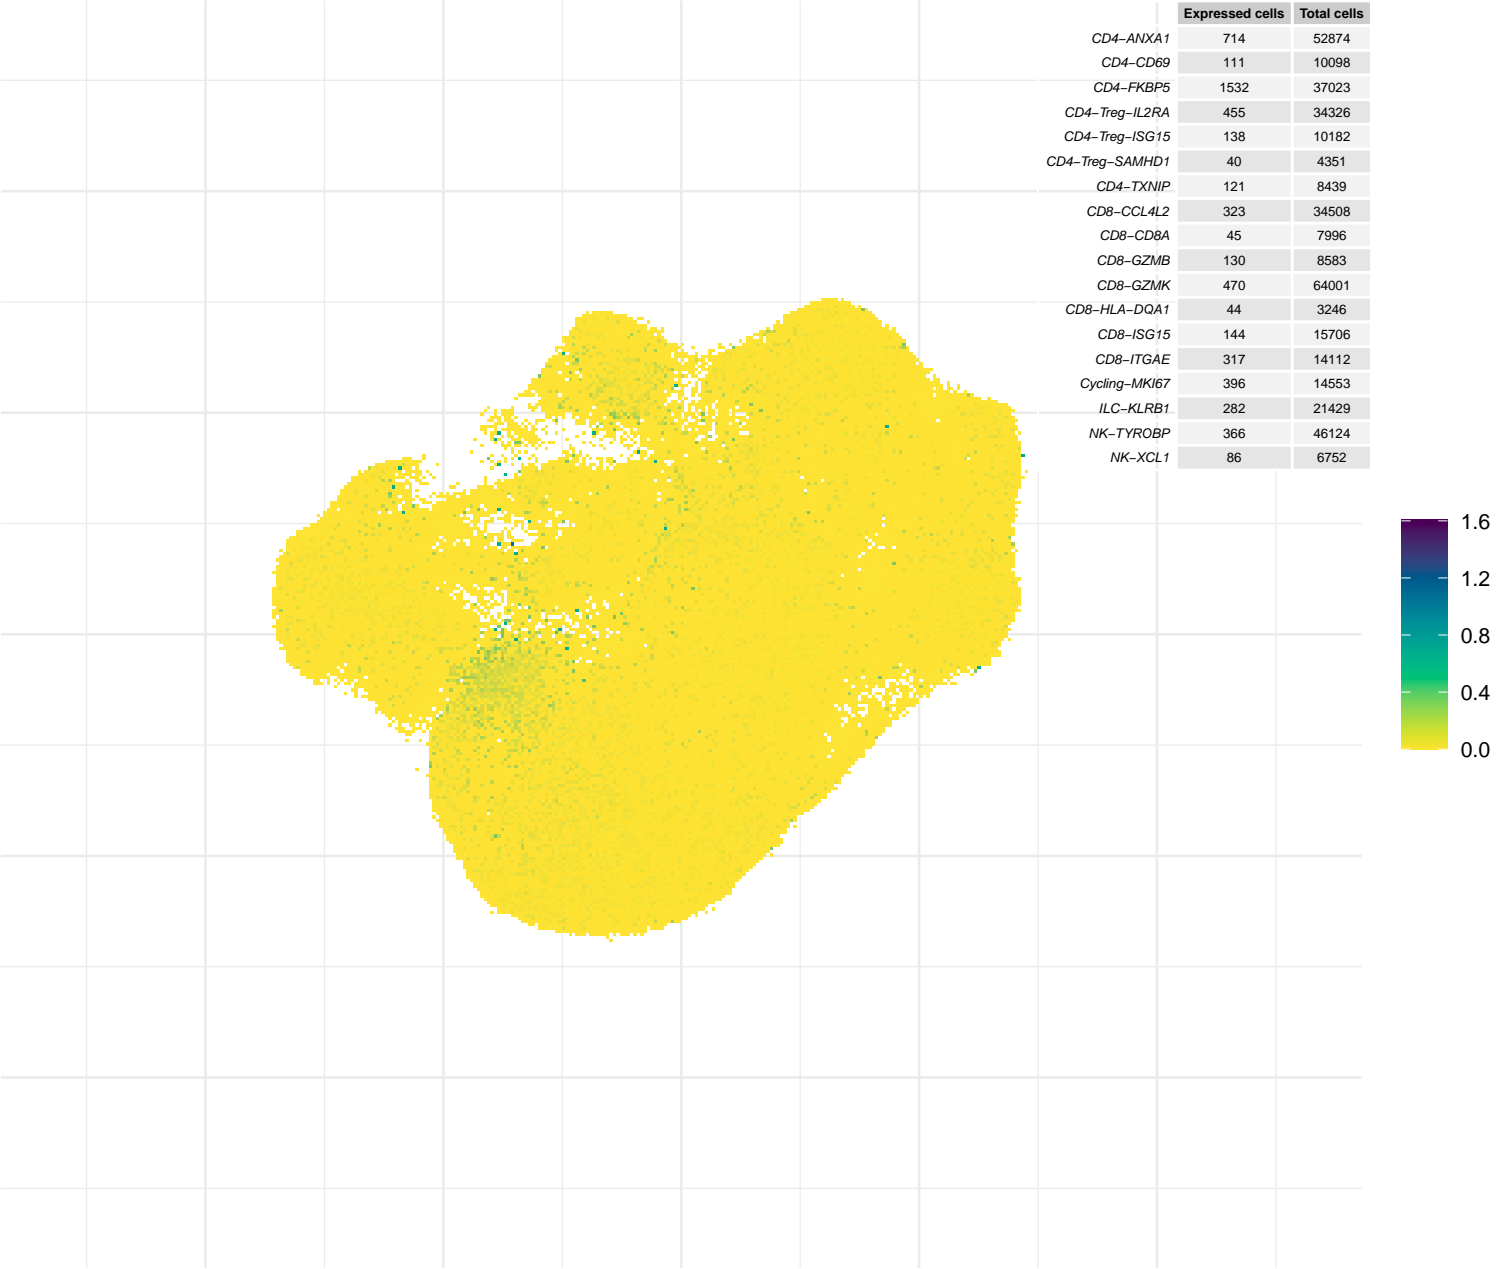 Expressed cells Total cells
CD4−ANXA1 714 52874
CD4−CD69 111 10098
CD4−FKBP5 1532 37023
CD4−Treg−IL2RA 455 34326
CD4−Treg−ISG15 138 10182
CD4−Treg−SAMHD1 40 4351
CD4−TXNIP 121 8439
CD8−CCL4L2 323 34508
CD8−CD8A 45 7996
CD8−GZMB 130 8583
CD8−GZMK 470 64001
CD8−HLA−DQA1 44 3246
CD8−ISG15 144 15706
CD8−ITGAE 317 14112
Cycling−MKI67 396 14553
ILC−KLRB1 282 21429
NK−TYROBP 366 46124
NK−XCL1 86 6752
1.6
1.2
0.8
0.4
0.0